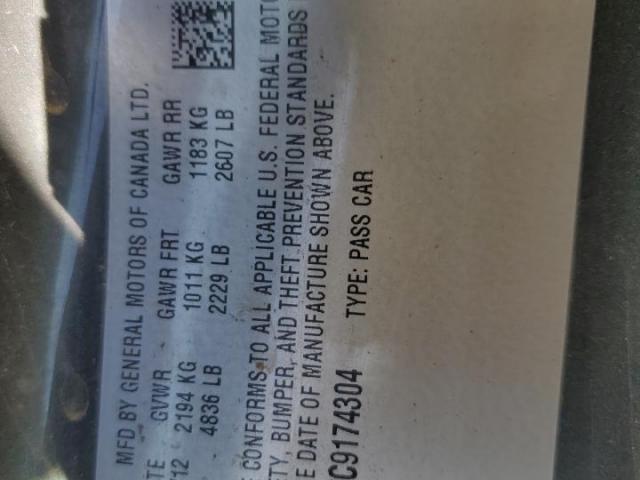 MFD BY GENERAL MOTORS OF CANADA LTD.
TE GVWR GAWR FRT GAWR RR
12 2194 KG 1011 KG 1183 KG
4836 LB 2229 LB 2607 LB
CONFORMS TO ALL APPLICABLE U.S. FEDERAL MOTO
TY, BUMPER, AND THEFT PREVENTION STANDARDS
E DATE OF MANUFACTURE SHOWN ABOVE.
C9174304 TYPE: PASS CAR